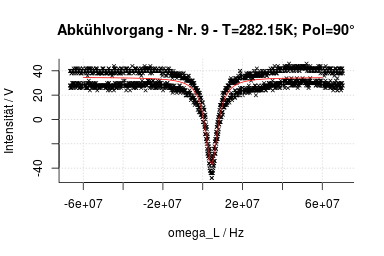 Abkühlvorgang - Nr. 9 - T=282.15K; Pol=90°
Intensität / V
40
20
0
-40
-6e+07 -2e+07 2e+07 6e+07
omega_L / Hz